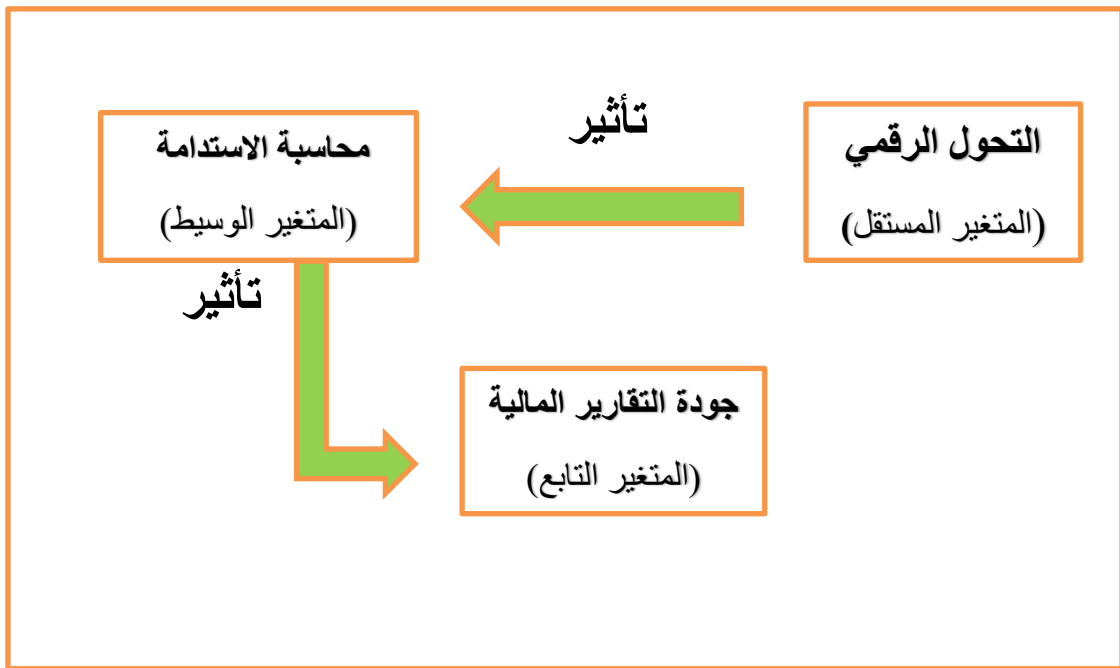 التحول الرقمي
(المتغير المستقل)
تأثير
محاسبة الاستدامة
(المتغير الوسيط)
تأثير
جودة التقارير المالية
(المتغير التابع)